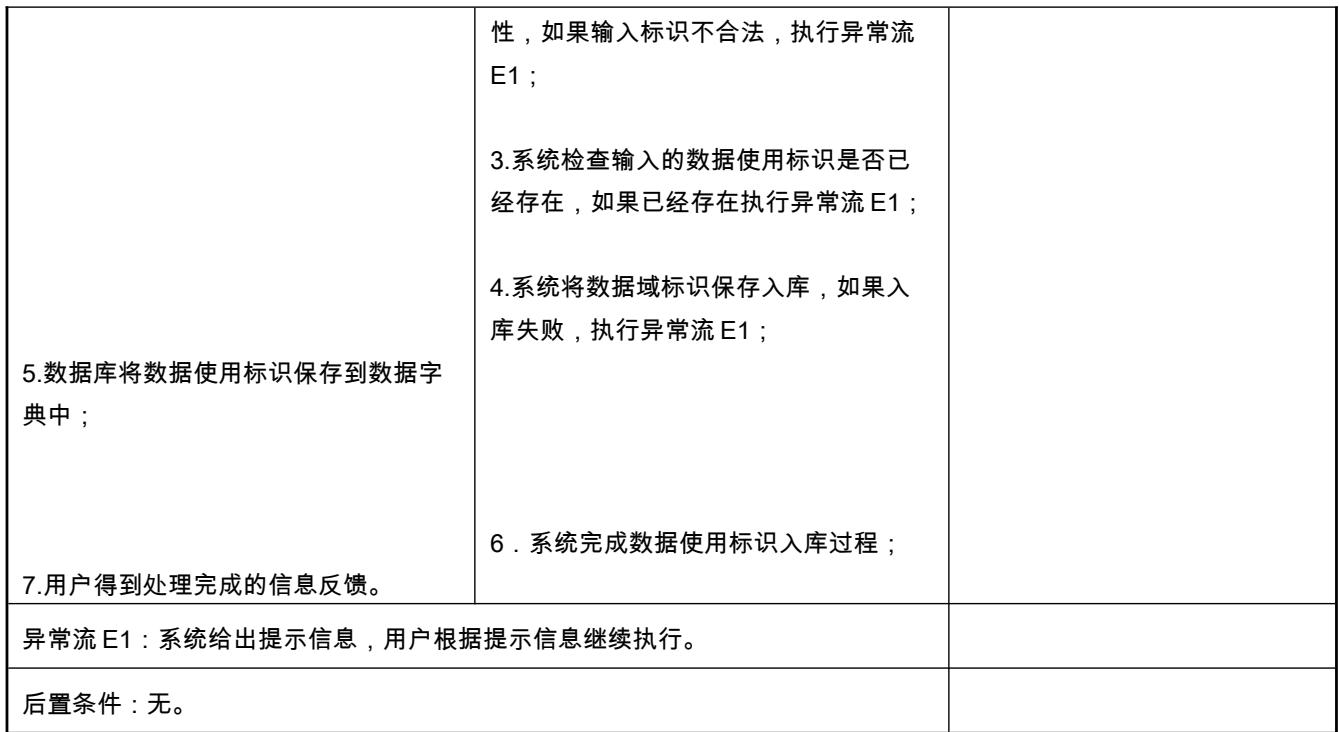 性，如果输入标识不合法，执行异常流
E1；
3.系统检查输入的数据使用标识是否已
经存在，如果已经存在执行异常流 E1；
4.系统将数据域标识保存入库，如果入
库失败，执行异常流 E1；
5.数据库将数据使用标识保存到数据字
典中；
6．系统完成数据使用标识入库过程；
7.用户得到处理完成的信息反馈。
异常流 E1：系统给出提示信息，用户根据提示信息继续执行。
后置条件：无。